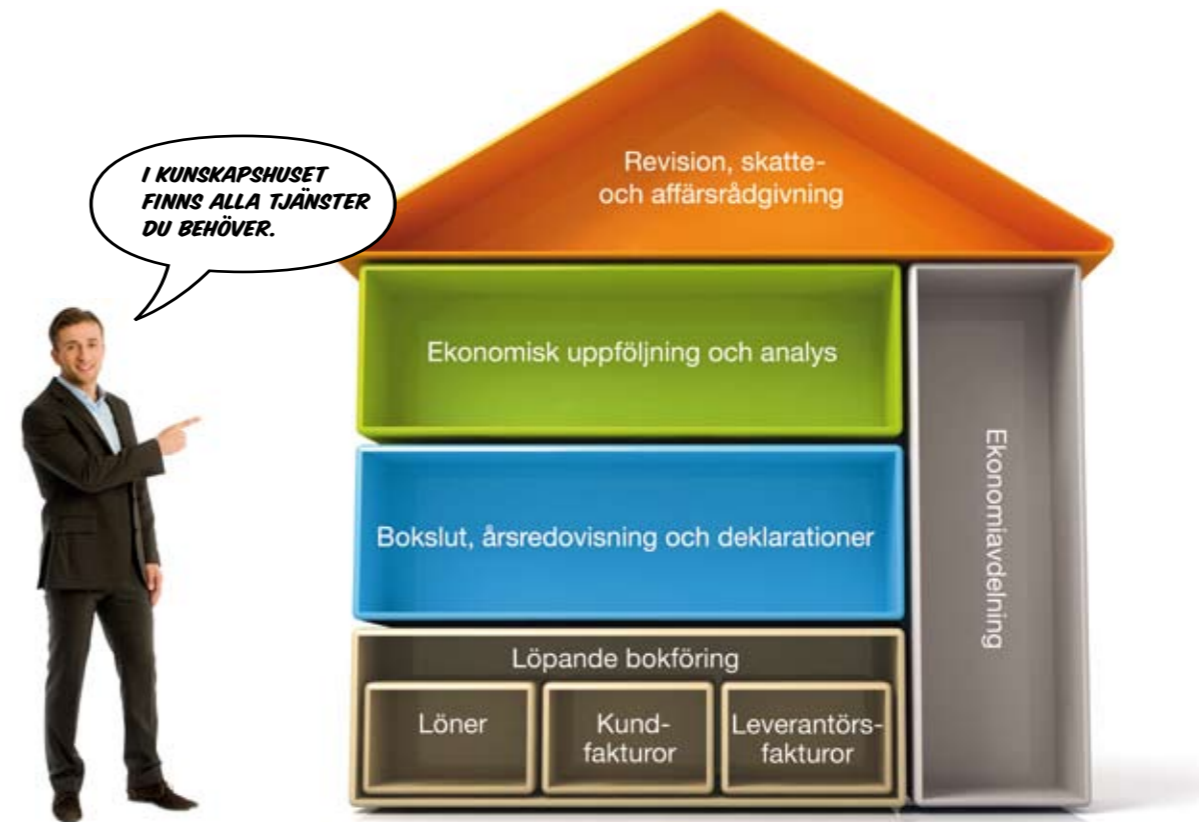 I KUNSKAPSHUSET
FINNS ALLA TJÄNSTER
DU BEHÖVER.
Revision, skatte-
och affärsrådgivning
Ekonomisk uppföljning och analys
Bokslut, årsredovisning och deklarationer
Löpande bokföring
Löner
Kund-
fakturor
Leverantörs-
fakturor
Ekonomiavdelning